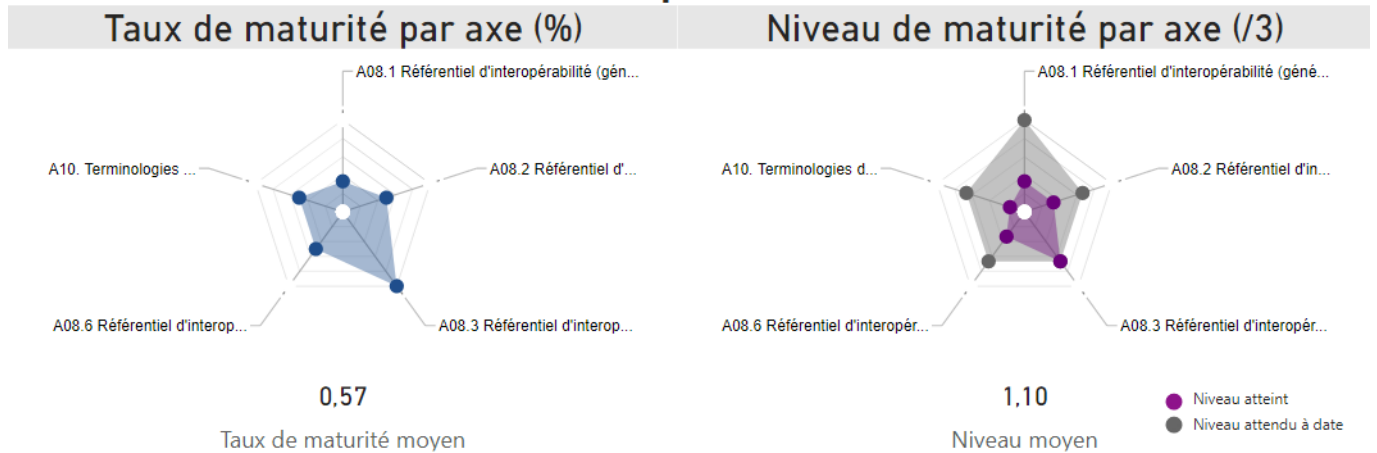 Taux de maturité par axe (%)
Niveau de maturité par axe (/3)
A08.1 Référentiel d'interopérabilité (gén...
A10. Terminologies ...
A08.2 Référentiel d'...
A08.6 Référentiel d'interop...
A08.3 Référentiel d'interop...
0,57
Taux de maturité moyen
A08.1 Référentiel d'interopérabilité (géné...
A10. Terminologies d...
A08.2 Référentiel d'in...
A08.6 Référentiel d'interopér...
A08.3 Référentiel d'interopér...
1,10
Niveau moyen
Niveau atteint
Niveau attendu à date